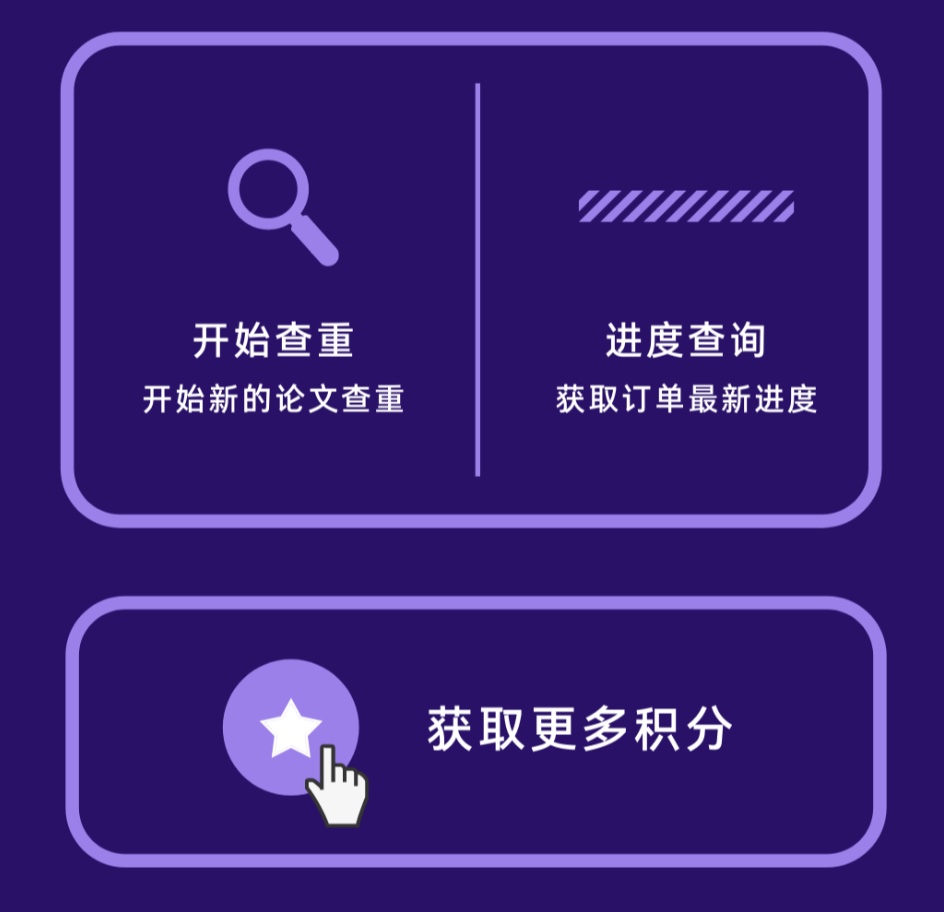 开始查重
开始新的论文查重
进度查询
获取订单最新进度
获取更多积分